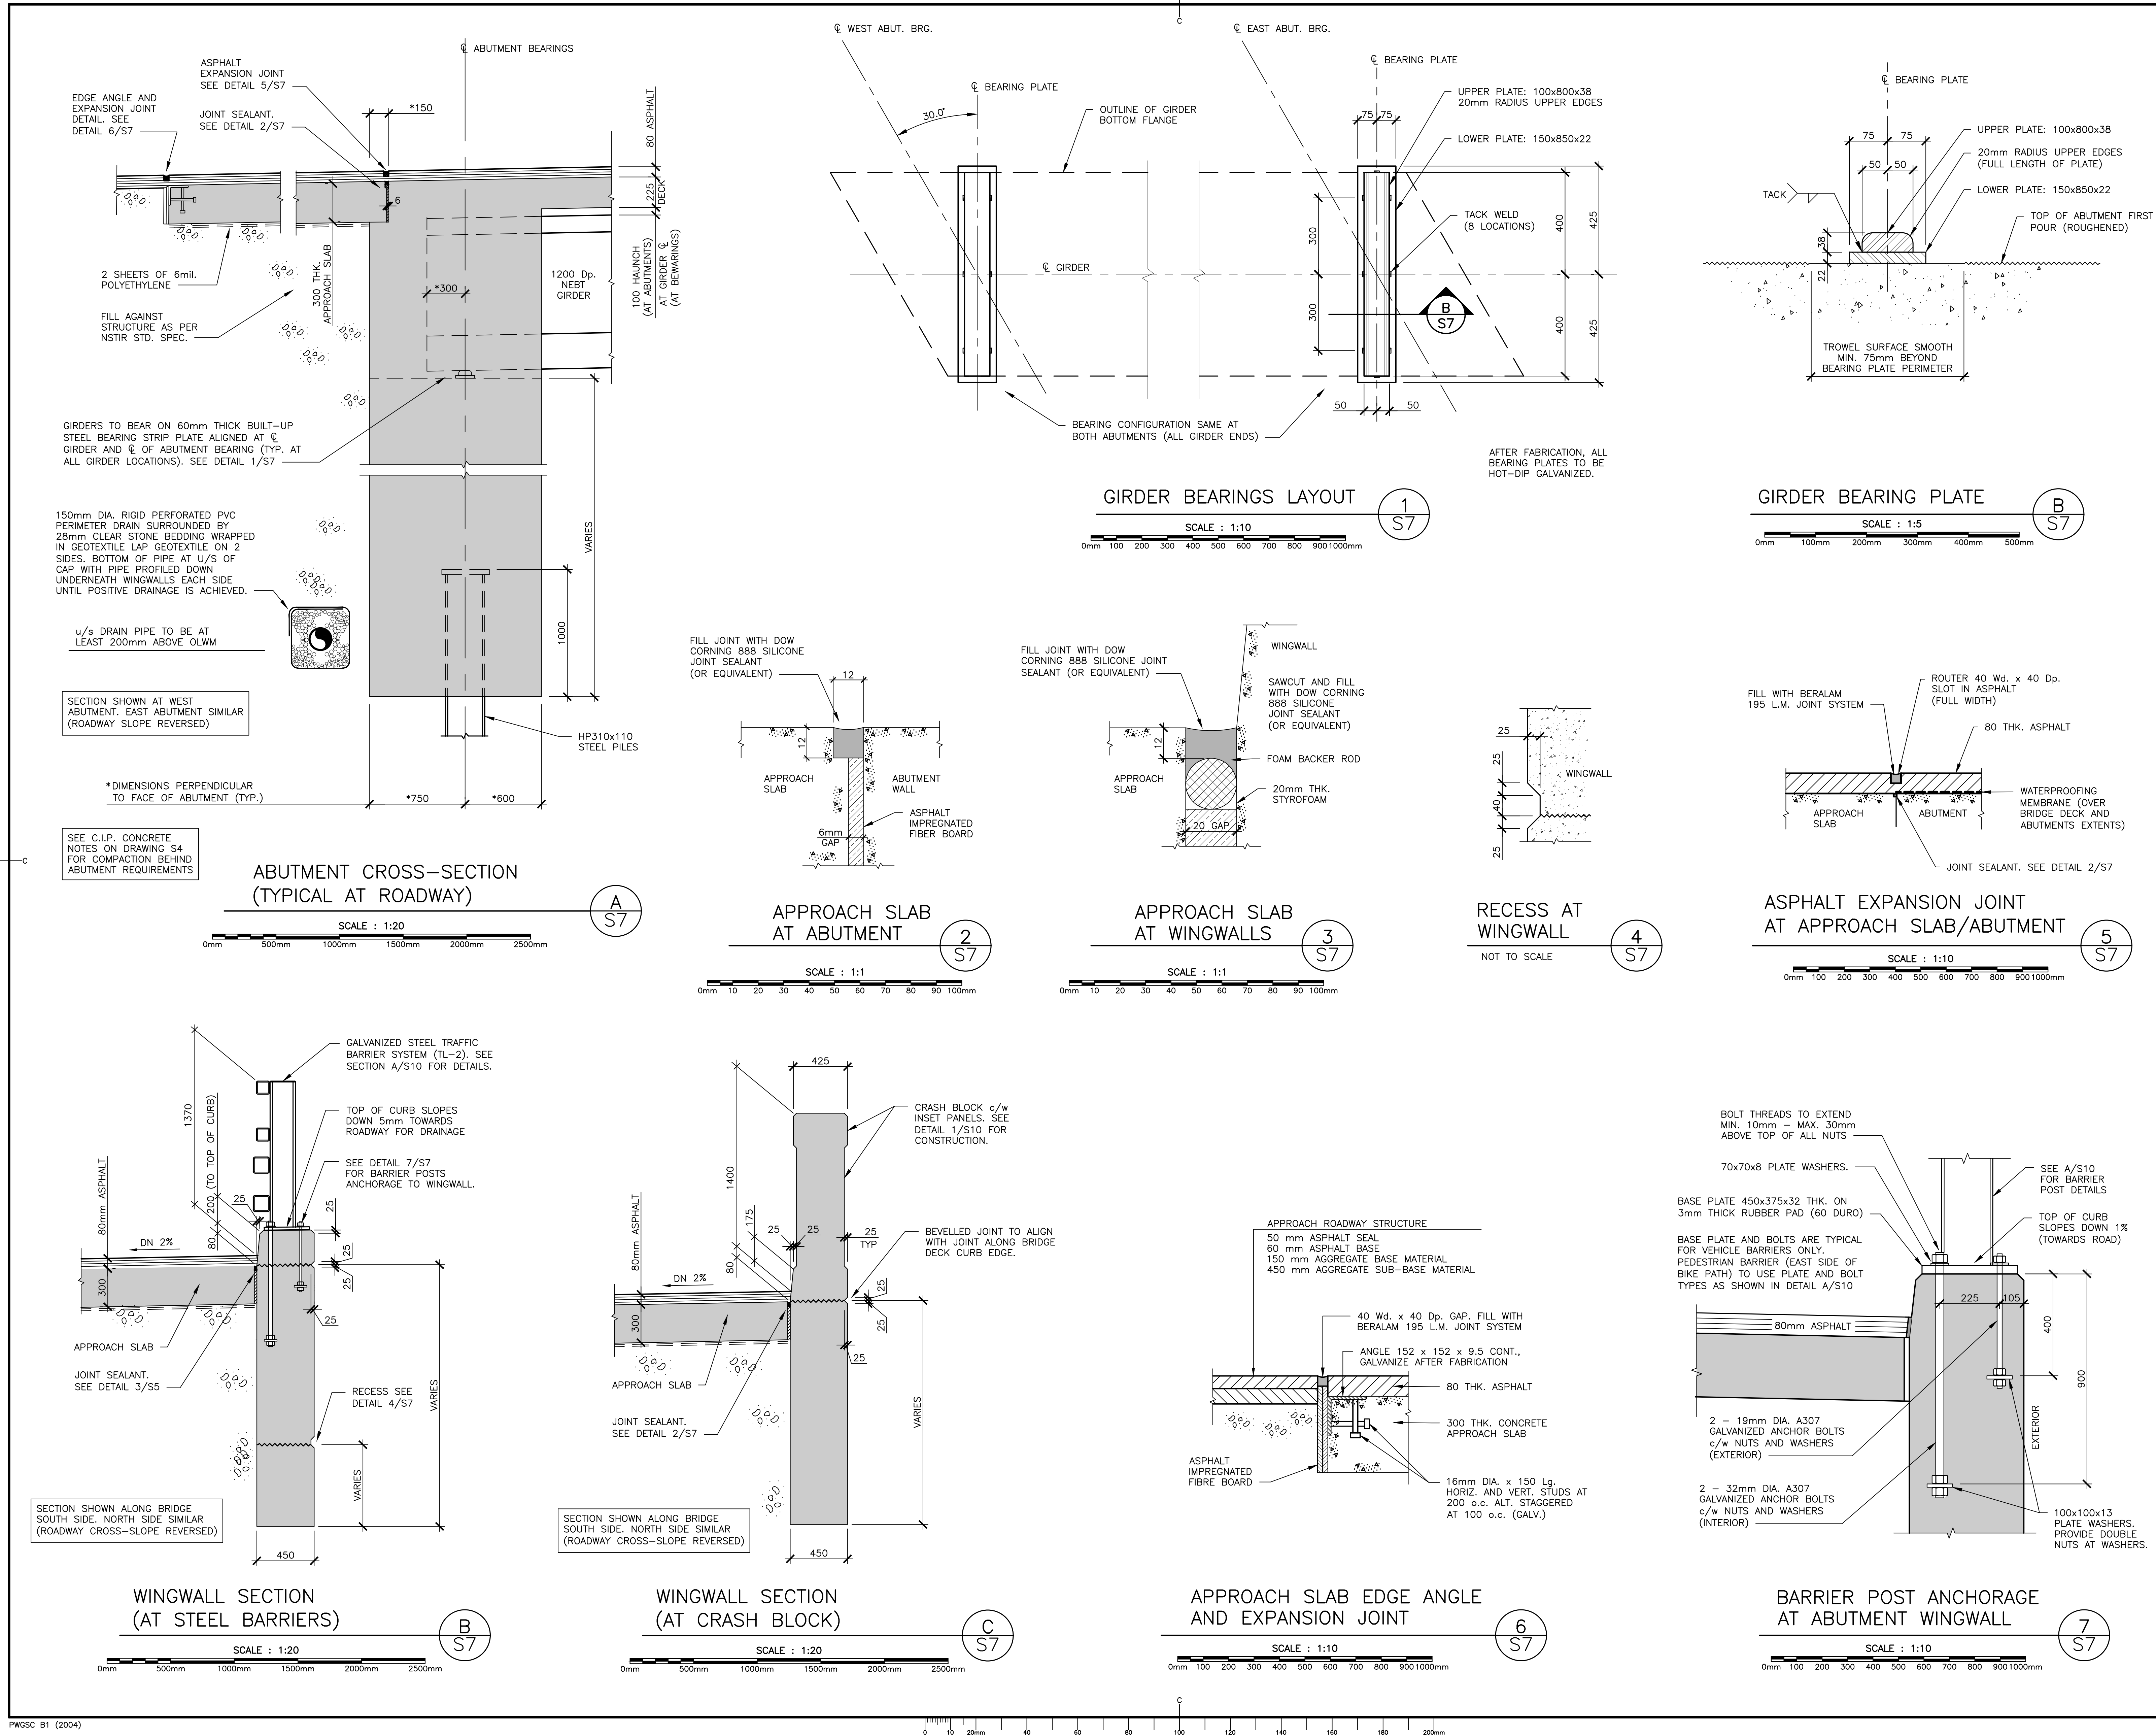 C
℄ ABUTMENT BEARINGS
ASPHALT
EXPANSION JOINT
SEE DETAIL 5/S7
EDGE ANGLE AND
EXPANSION JOINT
DETAIL. SEE
DETAIL 6/S7
JOINT SEALANT.
SEE DETAIL 2/S7
*150
80 ASPHALT
225
DECK
6
300 THK.
APPROACH SLAB
100 HAUNCH
(AT ABUTMENTS)
AT GIRDER ℄
(AT BEWARINGS)
2 SHEETS OF 6mil.
POLYETHYLENE
*300
1200 Dp.
NEBT
GIRDER
FILL AGAINST
STRUCTURE AS PER
NSTIR STD. SPEC.
GIRDERS TO BEAR ON 60mm THICK BUILT-UP
STEEL BEARING STRIP PLATE ALIGNED AT ℄
GIRDER AND ℄ OF ABUTMENT BEARING (TYP. AT
ALL GIRDER LOCATIONS). SEE DETAIL 1/S7
150mm DIA. RIGID PERFORATED PVC
PERIMETER DRAIN SURROUNDED BY
28mm CLEAR STONE BEDDING WRAPPED
IN GEOTEXTILE LAP GEOTEXTILE ON 2
SIDES. BOTTOM OF PIPE AT U/S OF
CAP WITH PIPE PROFILED DOWN
UNDERNEATH WINGWALLS EACH SIDE
UNTIL POSITIVE DRAINAGE IS ACHIEVED.
VARIES
1000
u/s DRAIN PIPE TO BE AT
LEAST 200mm ABOVE OLWM
SECTION SHOWN AT WEST
ABUTMENT. EAST ABUTMENT SIMILAR
(ROADWAY SLOPE REVERSED)
HP310x110
STEEL PILES
*DIMENSIONS PERPENDICULAR
TO FACE OF ABUTMENT (TYP.)
*750
*600
SEE C.I.P. CONCRETE
NOTES ON DRAWING S4
FOR COMPACTION BEHIND
ABUTMENT REQUIREMENTS
C
ABUTMENT CROSS-SECTION
(TYPICAL AT ROADWAY)
A
S7
SCALE : 1:20
0mm 500mm 1000mm 1500mm 2000mm 2500mm
℄ WEST ABUT. BRG.
℄ EAST ABUT. BRG.
℄ BEARING PLATE
℄ BEARING PLATE
30.0°
OUTLINE OF GIRDER
BOTTOM FLANGE
UPPER PLATE: 100x800x38
20mm RADIUS UPPER EDGES
75 75
LOWER PLATE: 150x850x22
TACK WELD
(8 LOCATIONS)
℄ GIRDER
300
300
400
400
425
425
B
S7
50
50
BEARING CONFIGURATION SAME AT
BOTH ABUTMENTS (ALL GIRDER ENDS)
AFTER FABRICATION, ALL
BEARING PLATES TO BE
HOT-DIP GALVANIZED.
GIRDER BEARINGS LAYOUT
1
S7
SCALE : 1:10
0mm 100 200 300 400 500 600 700 800 900 1000mm
℄ BEARING PLATE
75 75
50 50
UPPER PLATE: 100x800x38
20mm RADIUS UPPER EDGES
(FULL LENGTH OF PLATE)
TACK
LOWER PLATE: 150x850x22
TOP OF ABUTMENT FIRST
POUR (ROUGHENED)
38
22
TROWEL SURFACE SMOOTH
MIN. 75mm BEYOND
BEARING PLATE PERIMETER
GIRDER BEARING PLATE
B
S7
SCALE : 1:5
0mm 100mm 200mm 300mm 400mm 500mm
FILL JOINT WITH DOW
CORNING 888 SILICONE
JOINT SEALANT
(OR EQUIVALENT)
12
12
APPROACH
SLAB
ABUTMENT
WALL
ASPHALT
IMPREGNATED
FIBER BOARD
6mm
GAP
APPROACH SLAB
AT ABUTMENT
2
S7
SCALE : 1:1
0mm 10 20 30 40 50 60 70 80 90 100mm
FILL JOINT WITH DOW
CORNING 888 SILICONE JOINT
SEALANT (OR EQUIVALENT)
WINGWALL
SAWCUT AND FILL
WITH DOW CORNING
888 SILICONE
JOINT SEALANT
(OR EQUIVALENT)
12
FOAM BACKER ROD
APPROACH
SLAB
20mm THK.
STYROFOAM
20 GAP
APPROACH SLAB
AT WINGWALLS
3
S7
SCALE : 1:1
0mm 10 20 30 40 50 60 70 80 90 100mm
25
25
40
25
WINGWALL
RECESS AT
WINGWALL
NOT TO SCALE
4
S7
FILL WITH BERALAM
195 L.M. JOINT SYSTEM
ROUTER 40 Wd. x 40 Dp.
SLOT IN ASPHALT
(FULL WIDTH)
80 THK. ASPHALT
APPROACH
SLAB
ABUTMENT
WATERPROOFING
MEMBRANE (OVER
BRIDGE DECK AND
ABUTMENTS EXTENTS)
JOINT SEALANT. SEE DETAIL 2/S7
ASPHALT EXPANSION JOINT
AT APPROACH SLAB/ABUTMENT
5
S7
SCALE : 1:10
0mm 100 200 300 400 500 600 700 800 900 1000mm
GALVANIZED STEEL TRAFFIC
BARRIER SYSTEM (TL-2). SEE
SECTION A/S10 FOR DETAILS.
1370
200 (TO TOP OF CURB)
TOP OF CURB SLOPES
DOWN 5mm TOWARDS
ROADWAY FOR DRAINAGE
SEE DETAIL 7/S7
FOR BARRIER POSTS
ANCHORAGE TO WINGWALL.
80mm ASPHALT
25
25
80
DN 2%
25
25
300
25
APPROACH SLAB
JOINT SEALANT.
SEE DETAIL 3/S5
RECESS SEE
DETAIL 4/S7
VARIES
VARIES
SECTION SHOWN ALONG BRIDGE
SOUTH SIDE. NORTH SIDE SIMILAR
(ROADWAY CROSS-SLOPE REVERSED)
450
WINGWALL SECTION
(AT STEEL BARRIERS)
B
S7
SCALE : 1:20
0mm 500mm 1000mm 1500mm 2000mm 2500mm
425
CRASH BLOCK c/w
INSET PANELS. SEE
DETAIL 1/S10 FOR
CONSTRUCTION.
1400
175
80
80mm ASPHALT
25
25
25
TYP
BEVELLED JOINT TO ALIGN
WITH JOINT ALONG BRIDGE
DECK CURB EDGE.
DN 2%
25
25
300
25
APPROACH SLAB
JOINT SEALANT.
SEE DETAIL 2/S7
VARIES
SECTION SHOWN ALONG BRIDGE
SOUTH SIDE. NORTH SIDE SIMILAR
(ROADWAY CROSS-SLOPE REVERSED)
450
WINGWALL SECTION
(AT CRASH BLOCK)
C
S7
SCALE : 1:20
0mm 500mm 1000mm 1500mm 2000mm 2500mm
APPROACH ROADWAY STRUCTURE
50 mm ASPHALT SEAL
60 mm ASPHALT BASE
150 mm AGGREGATE BASE MATERIAL
450 mm AGGREGATE SUB-BASE MATERIAL
40 Wd. x 40 Dp. GAP. FILL WITH
BERALAM 195 L.M. JOINT SYSTEM
ANGLE 152 x 152 x 9.5 CONT.,
GALVANIZE AFTER FABRICATION
80 THK. ASPHALT
300 THK. CONCRETE
APPROACH SLAB
ASPHALT
IMPREGNATED
FIBRE BOARD
16mm DIA. x 150 Lg.
HORIZ. AND VERT. STUDS AT
200 o.c. ALT. STAGGERED
AT 100 o.c. (GALV.)
APPROACH SLAB EDGE ANGLE
AND EXPANSION JOINT
6
S7
SCALE : 1:10
0mm 100 200 300 400 500 600 700 800 900 1000mm
BOLT THREADS TO EXTEND
MIN. 10mm - MAX. 30mm
ABOVE TOP OF ALL NUTS
70x70x8 PLATE WASHERS.
SEE A/S10
FOR BARRIER
POST DETAILS
BASE PLATE 450x375x32 THK. ON
3mm THICK RUBBER PAD (60 DURO)
TOP OF CURB
SLOPES DOWN 1%
(TOWARDS ROAD)
BASE PLATE AND BOLTS ARE TYPICAL
FOR VEHICLE BARRIERS ONLY.
PEDESTRIAN BARRIER (EAST SIDE OF
BIKE PATH) TO USE PLATE AND BOLT
TYPES AS SHOWN IN DETAIL A/S10
225
105
80mm ASPHALT
400
900
2 - 19mm DIA. A307
GALVANIZED ANCHOR BOLTS
c/w NUTS AND WASHERS
(EXTERIOR)
EXTERIOR
2 - 32mm DIA. A307
GALVANIZED ANCHOR BOLTS
c/w NUTS AND WASHERS
(INTERIOR)
100x100x13
PLATE WASHERS.
PROVIDE DOUBLE
NUTS AT WASHERS.
BARRIER POST ANCHORAGE
AT ABUTMENT WINGWALL
7
S7
SCALE : 1:10
0mm 100 200 300 400 500 600 700 800 900 1000mm
C
PWGSC B1 (2004)
0 10 20mm 40 60 80 100 120 140 160 180 200mm